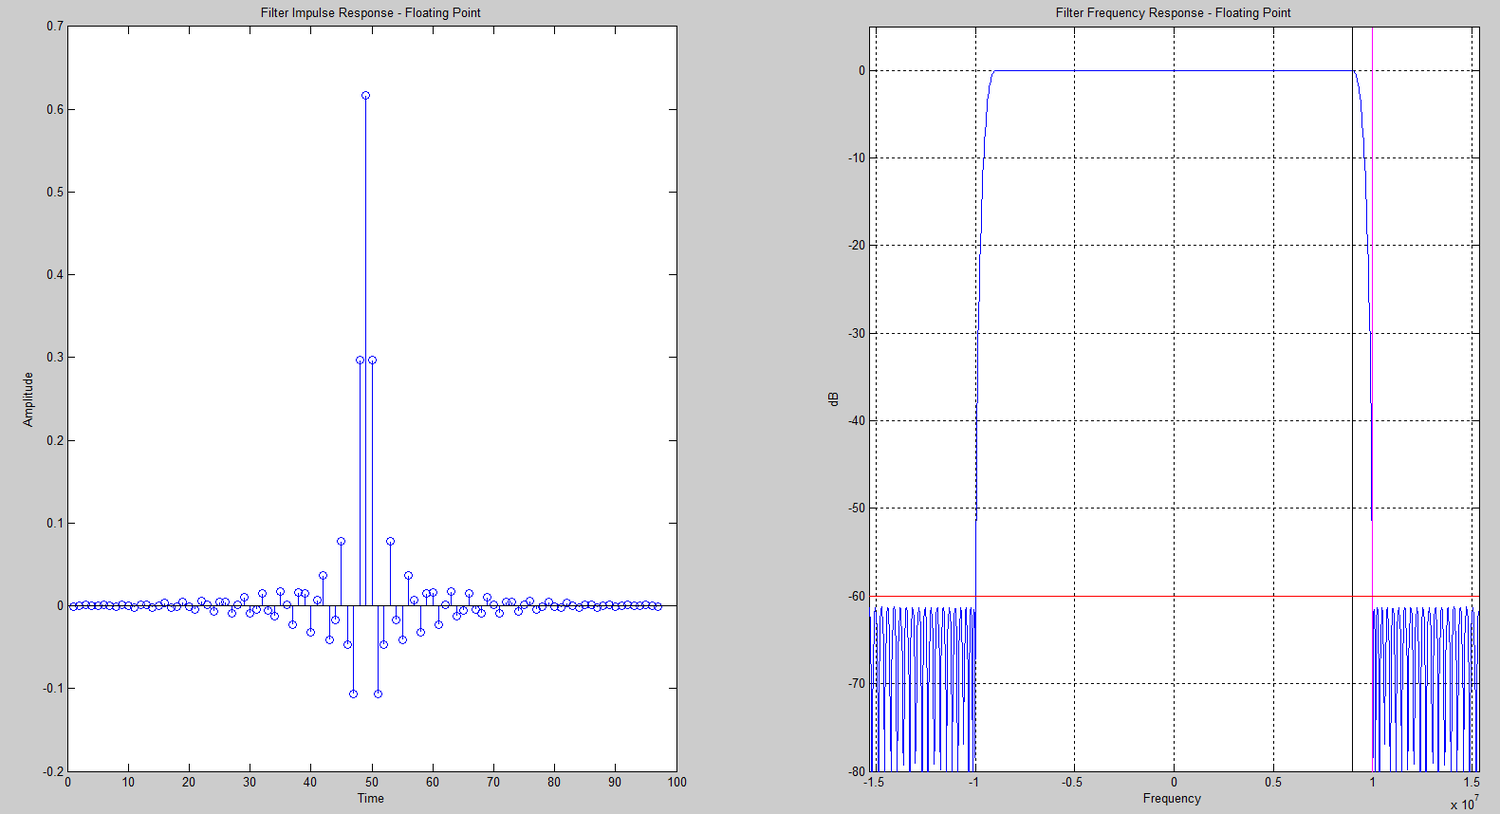 Filter Impulse Response - Floating Point
0.7
0.6
0.5
0.4
0.3
0.2
0.1
0
-0.1
-0.2
Amplitude
0 10 20 30 40 50 60 70 80 90 100
Time
Filter Frequency Response - Floating Point
0
-10
-20
-30
-40
-50
-60
-70
-80
dB
-1.5 -1 -0.5 0 0.5 1 1.5
x 10^7
Frequency